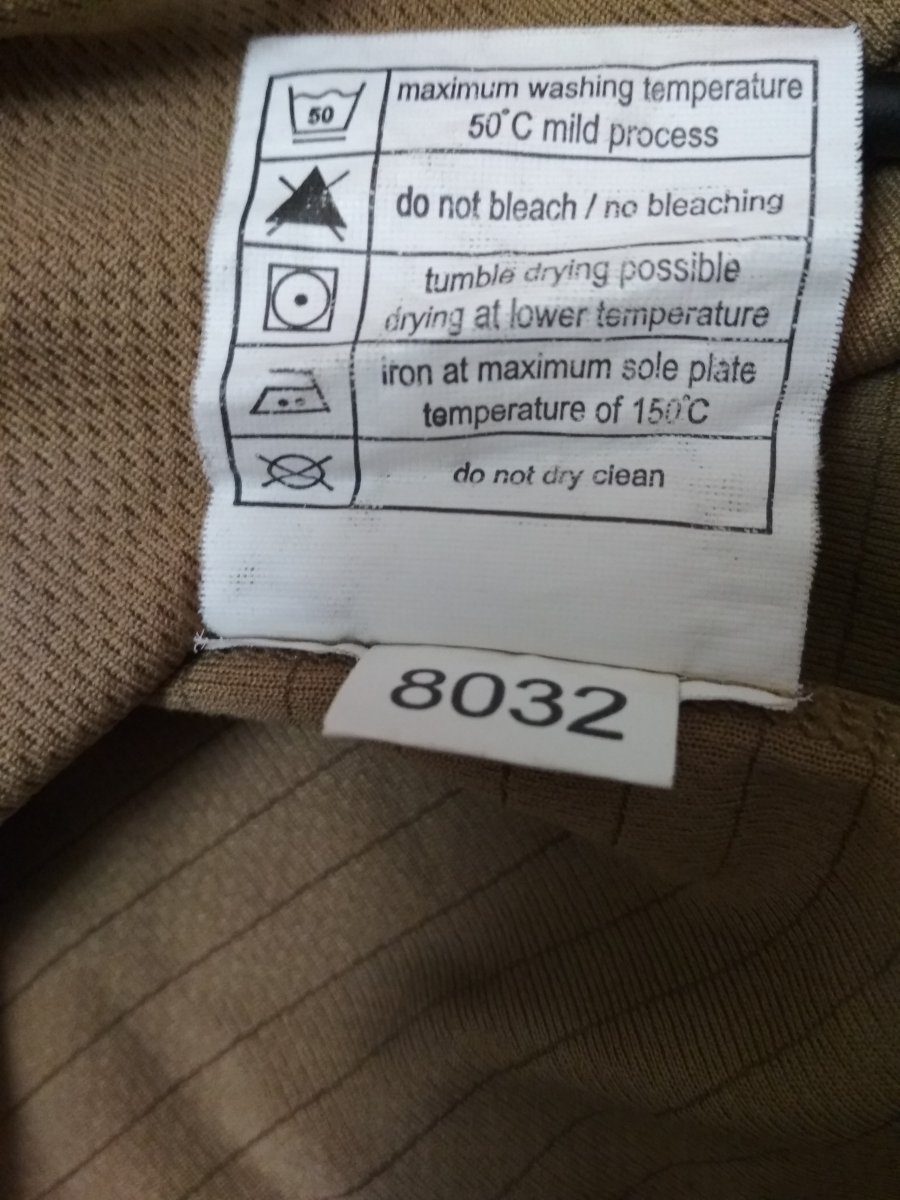 50
maximum washing temperature
50°C mild process
do not bleach / no bleaching
tumble drying possible
drying at lower temperature
iron at maximum sole plate
temperature of 150°C
do not dry clean
8032